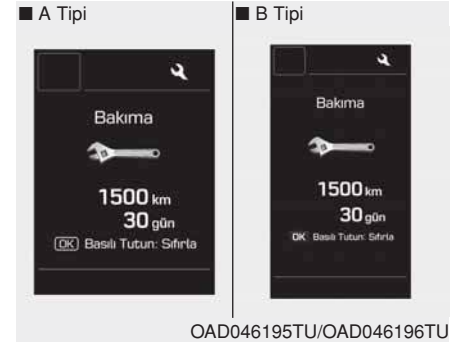 ■ A Tipi
Bakıma
1500 km
30 gün
OK Basılı Tutun: Sıfırla
■ B Tipi
Bakıma
1500 km
30 gün
OK Basılı Tutun: Sıfırla
OAD046195TU/OAD046196TU